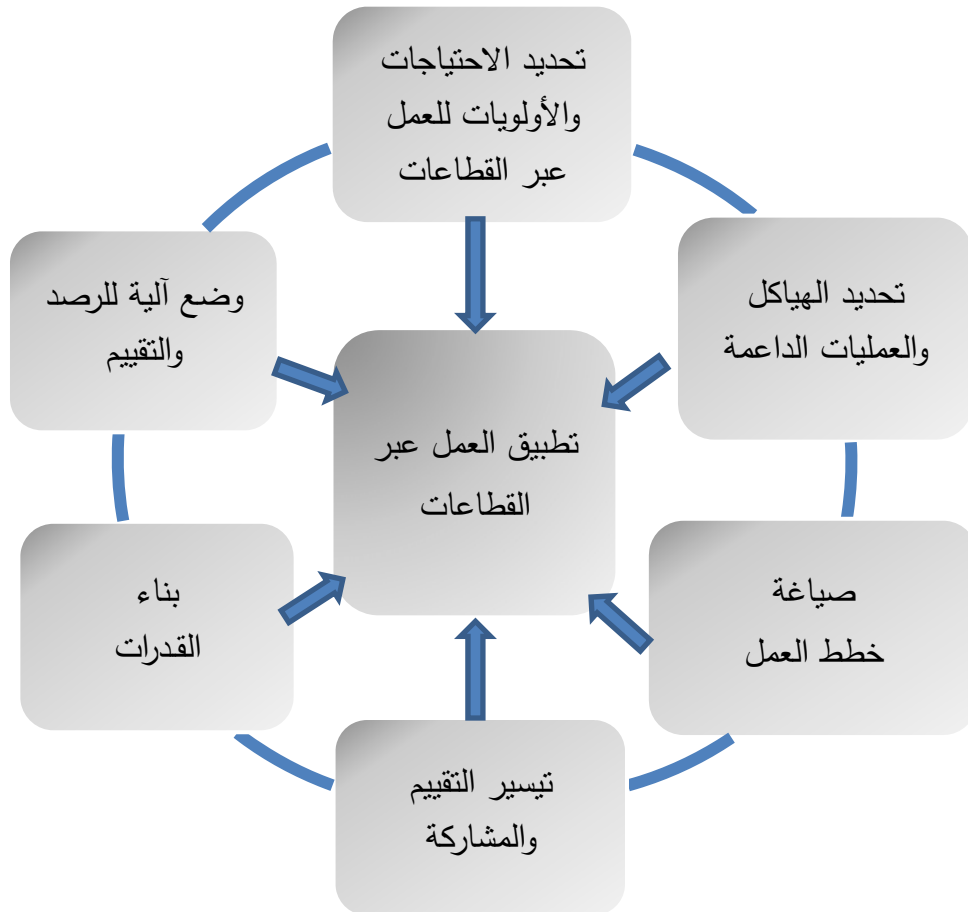 تحديد الاحتياجات
والأولويات للعمل
عبر القطاعات
تحديد الهياكل
والعمليات الداعمة
صياغة
خطط العمل
تيسير التقييم
والمشاركة
بناء
القدرات
وضع آلية للرصد
والتقييم
تطبيق العمل عبر
القطاعات